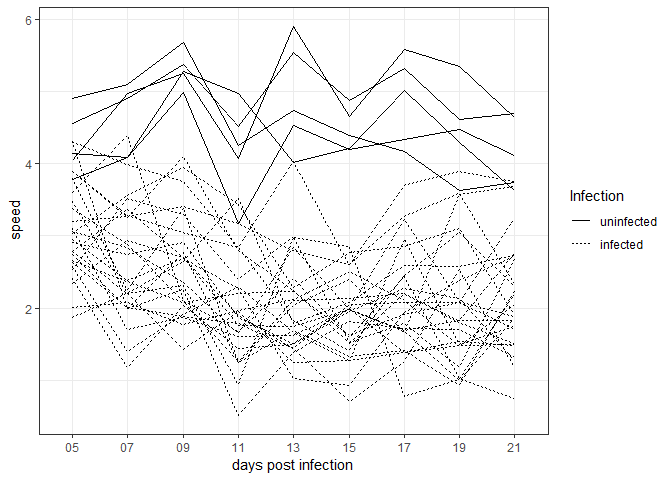 6
4
2
speed
05 07 09 11 13 15 17 19 21
days post infection
Infection
uninfected
infected